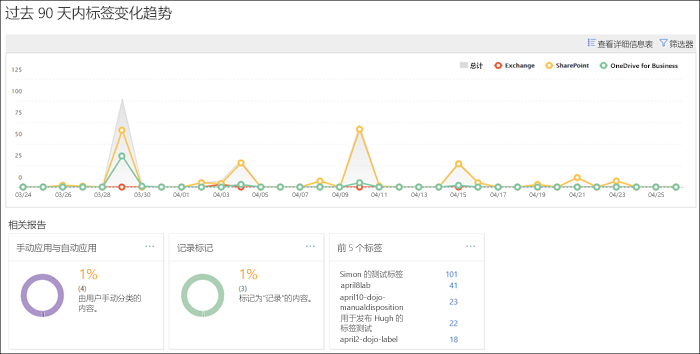 过去 90 天内标签变化趋势
查看详细信息表 筛选器
总计 Exchange SharePoint OneDrive for Business
125
100
75
50
25
0
03/24 03/26 03/28 03/30 04/01 04/03 04/05 04/07 04/09 04/11 04/13 04/15 04/17 04/19 04/21 04/23 04/25
相关报告
手动应用与自动应用 ...
1%
(4)
由用户手动分类的
内容。
记录标记 ...
1%
(3)
标记为“记录”的内容。
前 5 个标签 ...
Simon 的测试标签 101
april8lab 41
april10-dojo-
manualdisposition 23
用于发布 Hugh 的
标签测试 22
april2-dojo-label 18